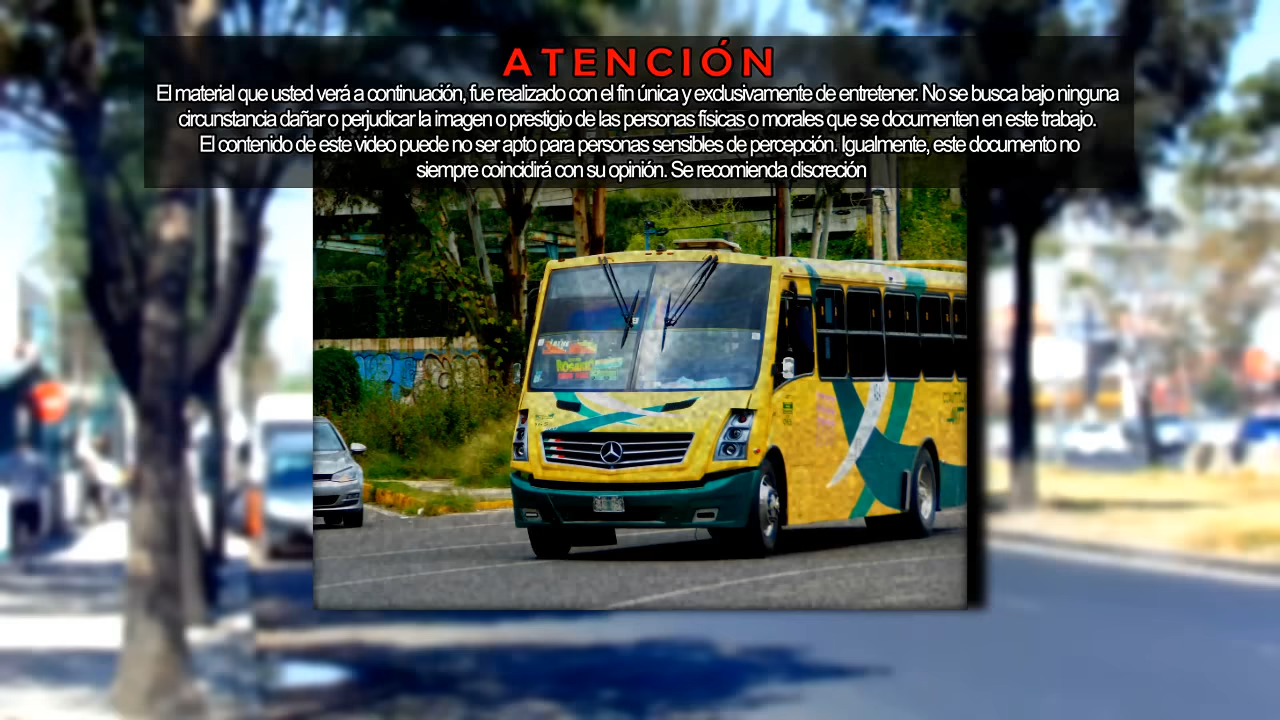 ATENCIÓN
El material que usted verá a continuación, fue realizado con el fin única y exclusivamente de entretener. No se busca bajo ninguna
circunstancia dañar o perjudicar la imagen o prestigio de las personas físicas o morales que se documenten en este trabajo.
El contenido de este video puede no ser apto para personas sensibles de percepción. Igualmente, este documento no
siempre coincidirá con su opinión. Se recomienda discreción